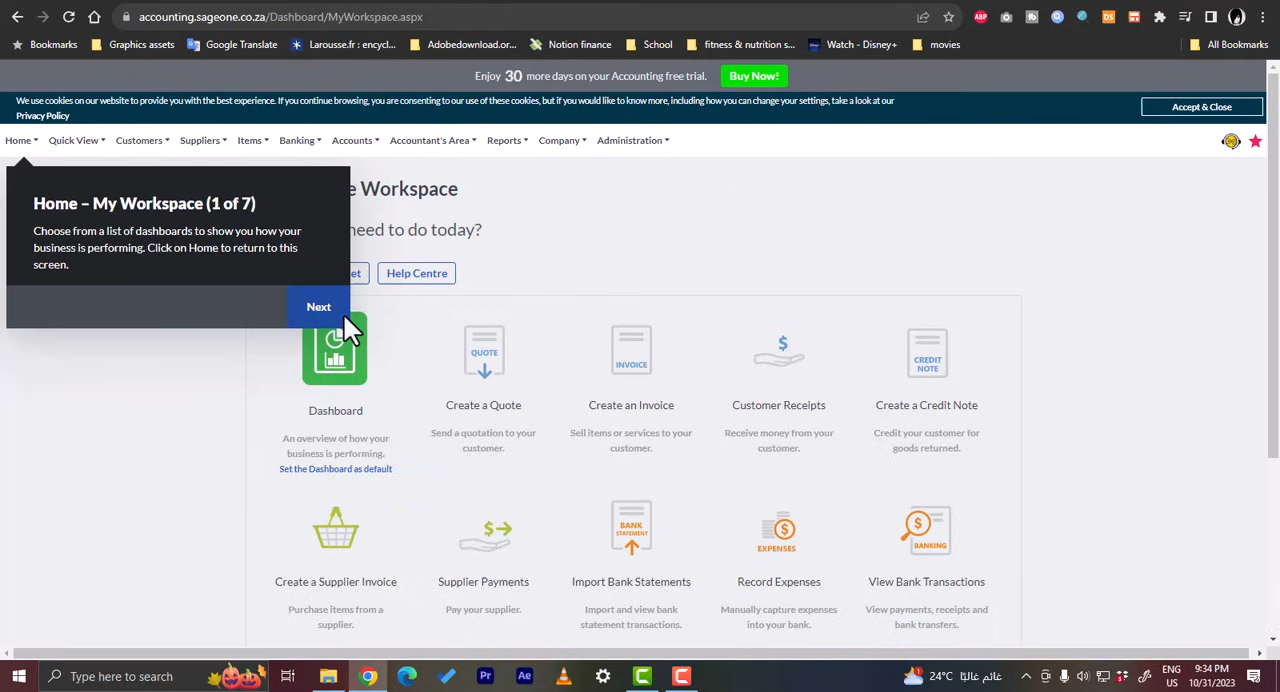 accounting.sageone.co.za/Dashboard/MyWorkspace.aspx
Bookmarks
Graphics assets
Google Translate
Larousse.fr : encycl...
Adobedownload.or...
Notion finance
School
fitness & nutrition s...
Watch - Disney+
movies
All Bookmarks
Enjoy 30 more days on your Accounting free trial.
Buy Now!
We use cookies on our website to provide you with the best experience. If you continue browsing, you are consenting to our use of these cookies, but if you would like to know more, including how you can change your settings, take a look at our
Privacy Policy
Accept & Close
Home
Quick View
Customers
Suppliers
Items
Banking
Accounts
Accountant's Area
Reports
Company
Administration
Home – My Workspace (1 of 7)
Choose from a list of dashboards to show you how your
business is performing. Click on Home to return to this
screen.
Next
e Workspace
need to do today?
et
Help Centre
Dashboard
An overview of how your
business is performing.
Set the Dashboard as default
QUOTE
Create a Quote
Send a quotation to your
customer.
INVOICE
Create an Invoice
Sell items or services to your
customer.
$
Customer Receipts
Receive money from your
customer.
CREDIT
NOTE
Create a Credit Note
Credit your customer for
goods returned.
Create a Supplier Invoice
Purchase items from a
supplier.
$
Supplier Payments
Pay your supplier.
BANK
STATEMENT
Import Bank Statements
Import and view bank
statement transactions.
$
EXPENSES
Record Expenses
Manually capture expenses
into your bank.
$
BANKING
View Bank Transactions
View payments, receipts and
bank transfers.
Type here to search
Pr
Ae
24°C غائم غالبًا
ENG
US
9:34 PM
10/31/2023
ABP
DS